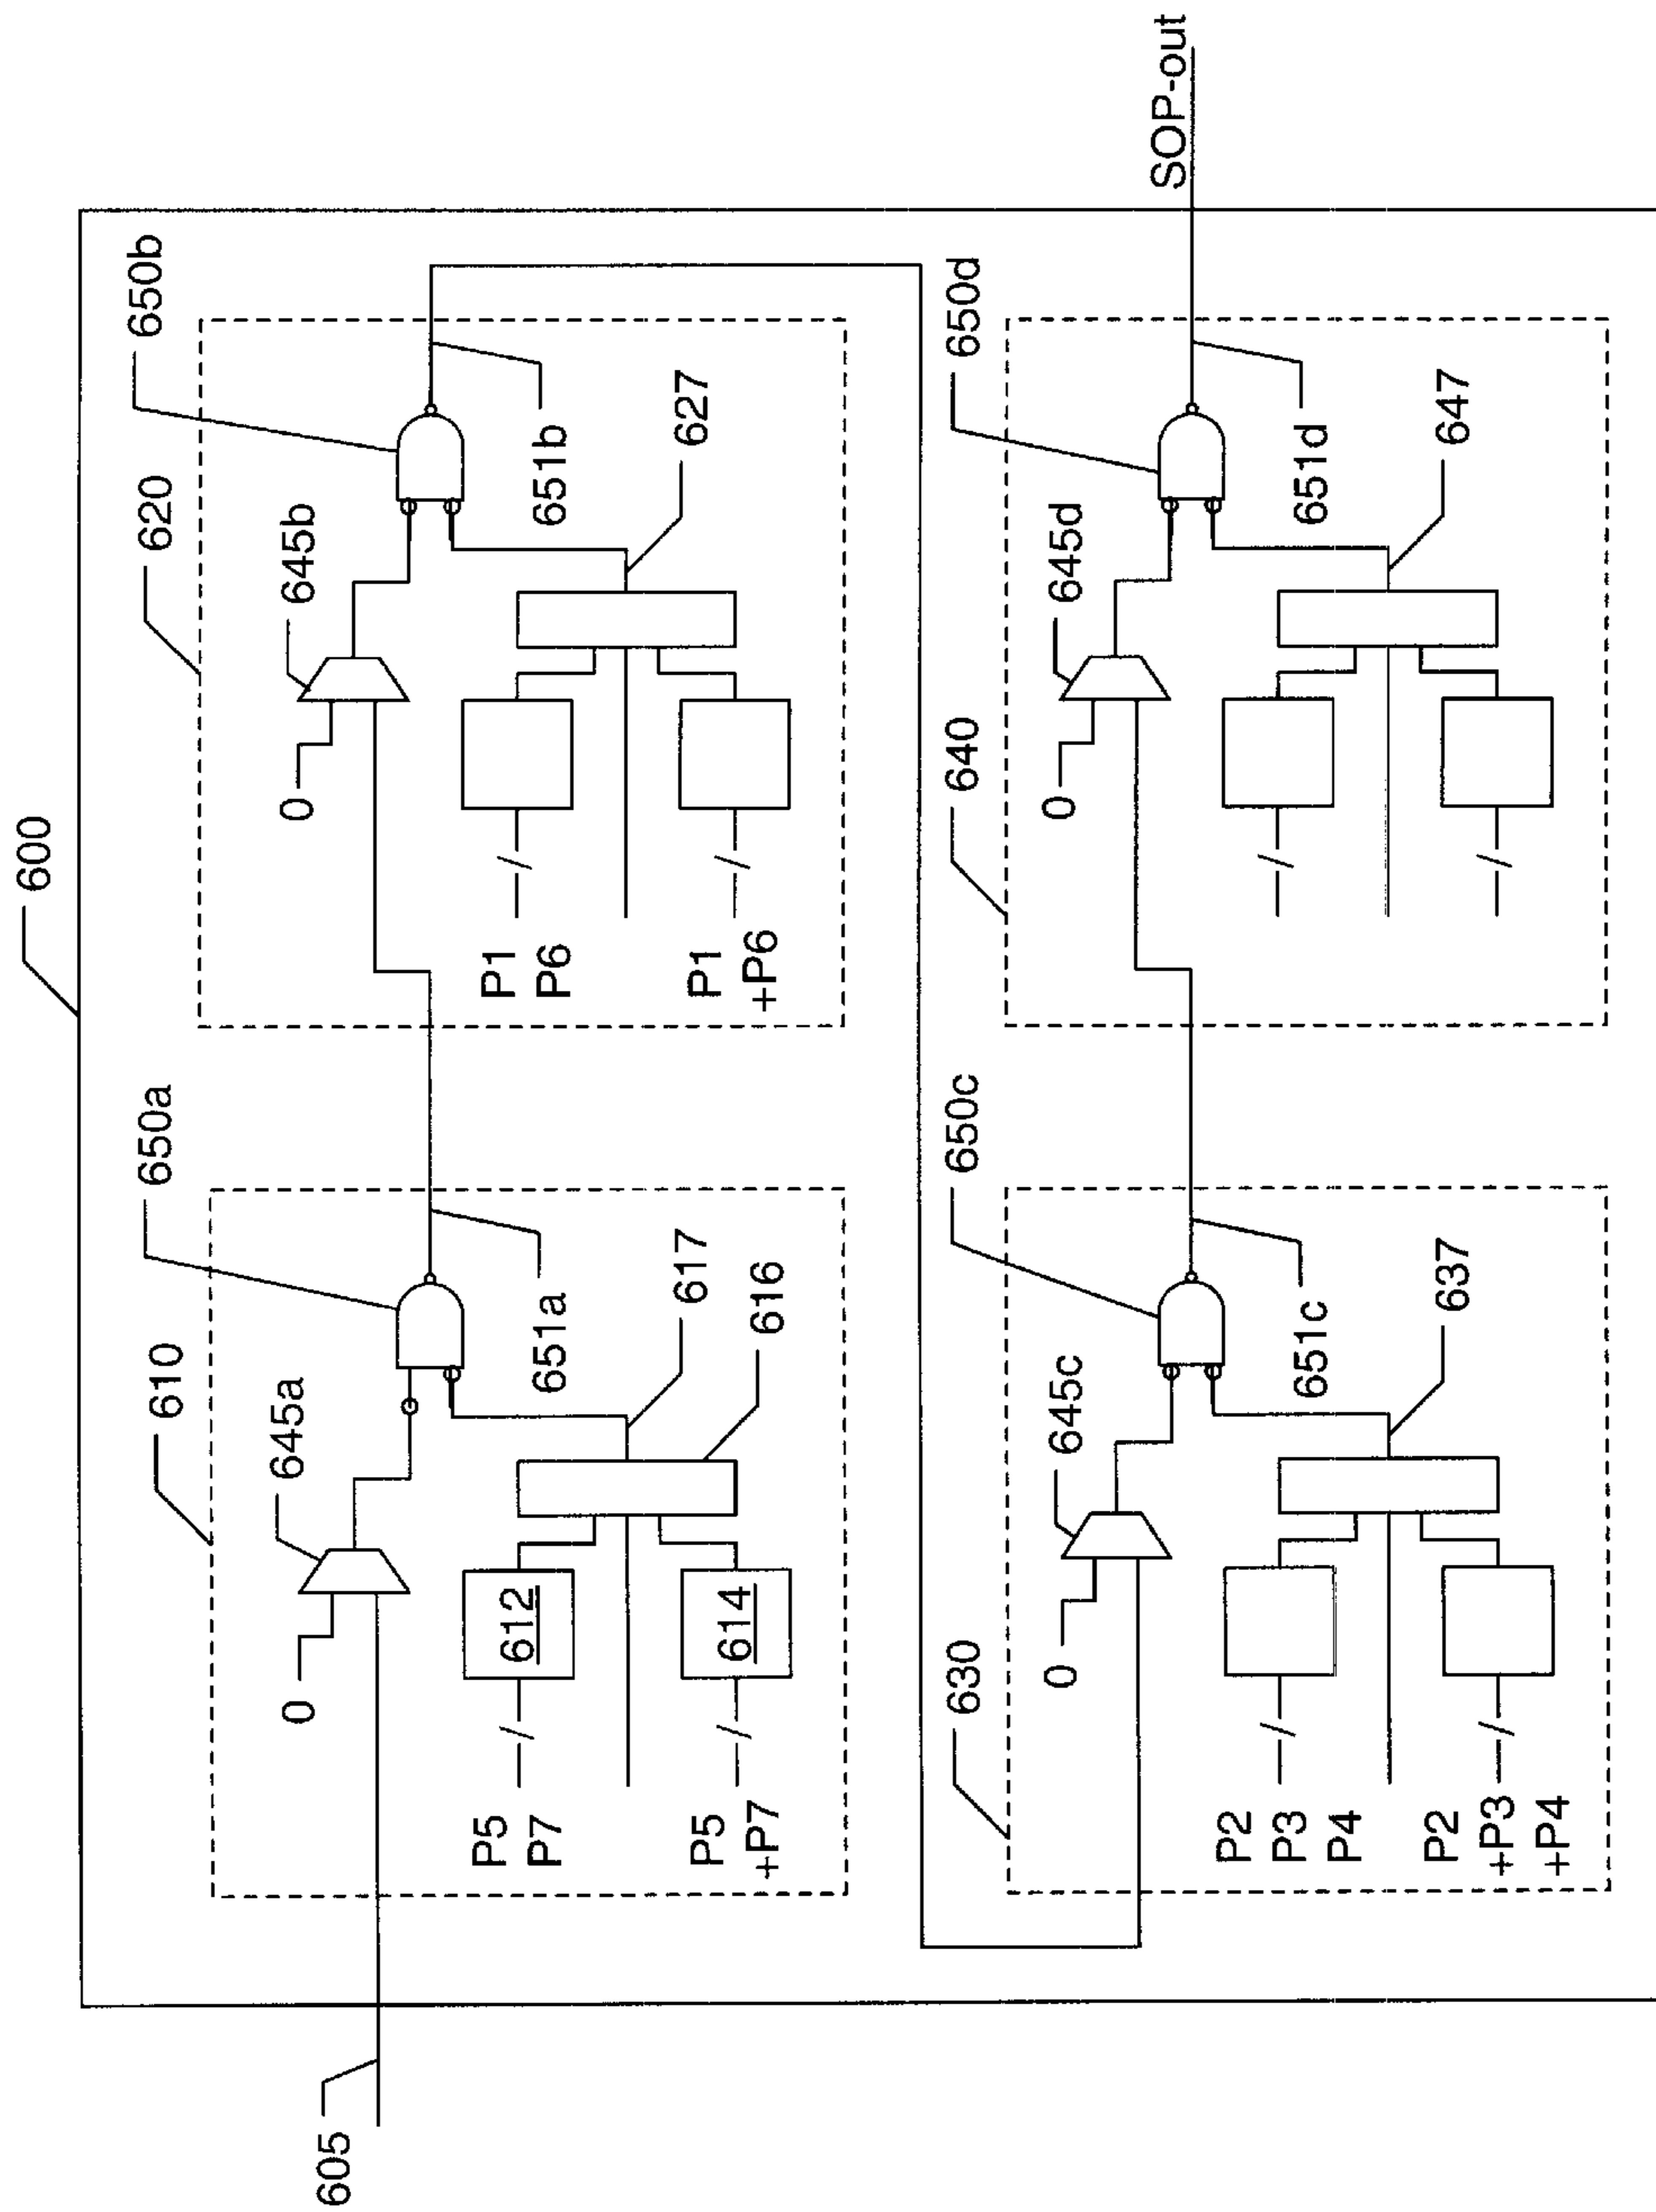 600
605
610
645a
650a
0
651a
617
616
P5
P7
612
P5
+P7
614
620
645b
650b
0
651b
627
P1
P6
P1
+P6
630
645c
650c
0
651c
637
P2
P3
P4
P2
+P3
+P4
640
645d
650d
0
651d
647
SOP-out